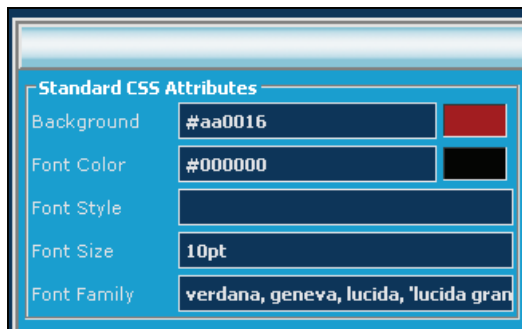 Standard CSS Attributes
Background #aa0016
Font Color #000000
Font Style
Font Size 10pt
Font Family verdana, geneva, lucida, 'lucida gran